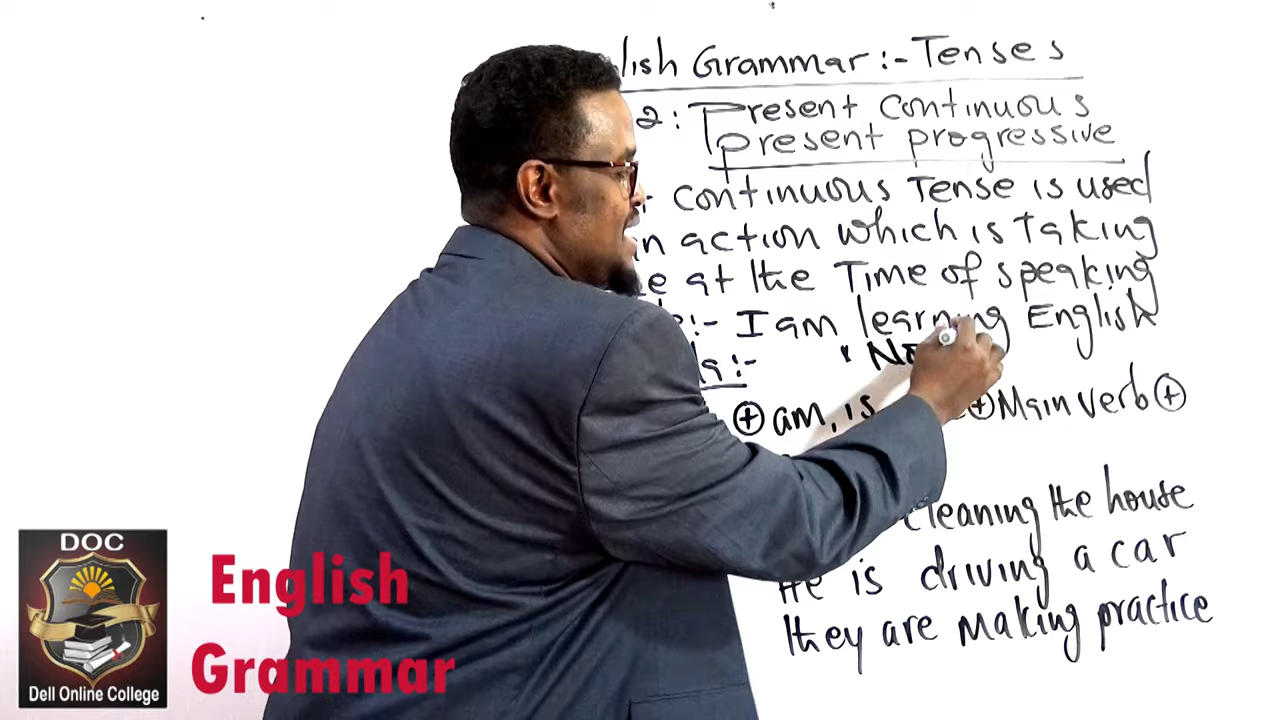 lish Grammar :- Tenses
2: Present Continuous
present progressive
continuous Tense is used
action which is Taking
at the Time of speaking
:- I am learning English
:-
⊕ am, is ⊕ Main verb ⊕
cleaning the house
He is driving a car
they are making practice
DOC
Dell Online College
English
Grammar